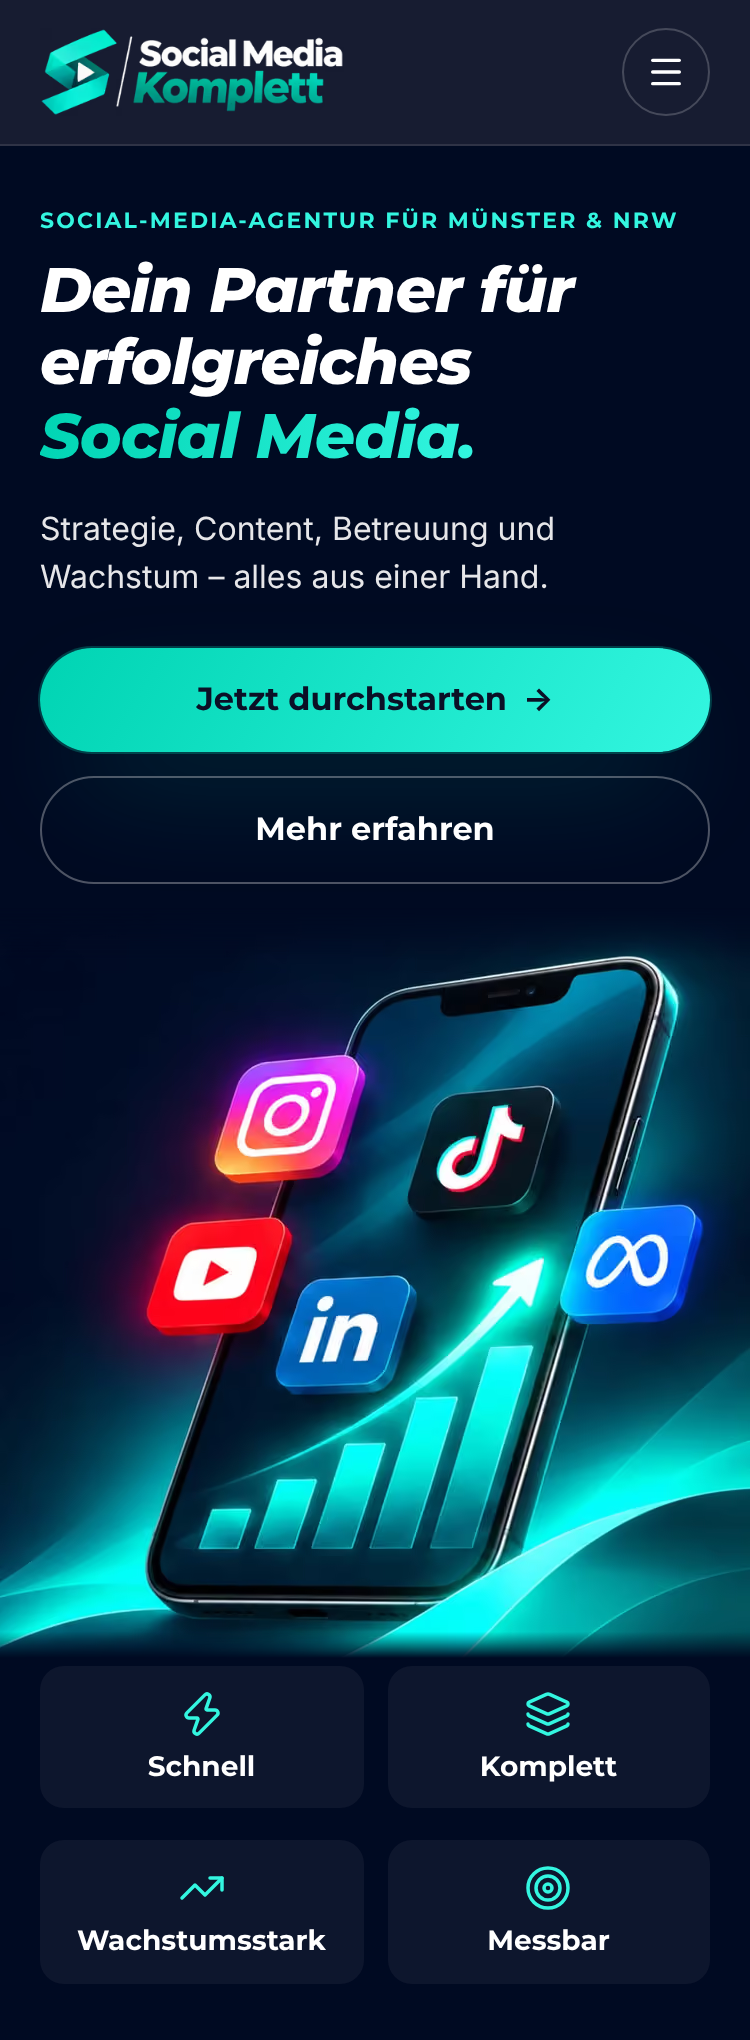 Social Media
Komplett
SOCIAL-MEDIA-AGENTUR FÜR MÜNSTER & NRW
Dein Partner für
erfolgreiches
Social Media.
Strategie, Content, Betreuung und
Wachstum – alles aus einer Hand.
Jetzt durchstarten →
Mehr erfahren
in
Schnell
Komplett
Wachstumsstark
Messbar